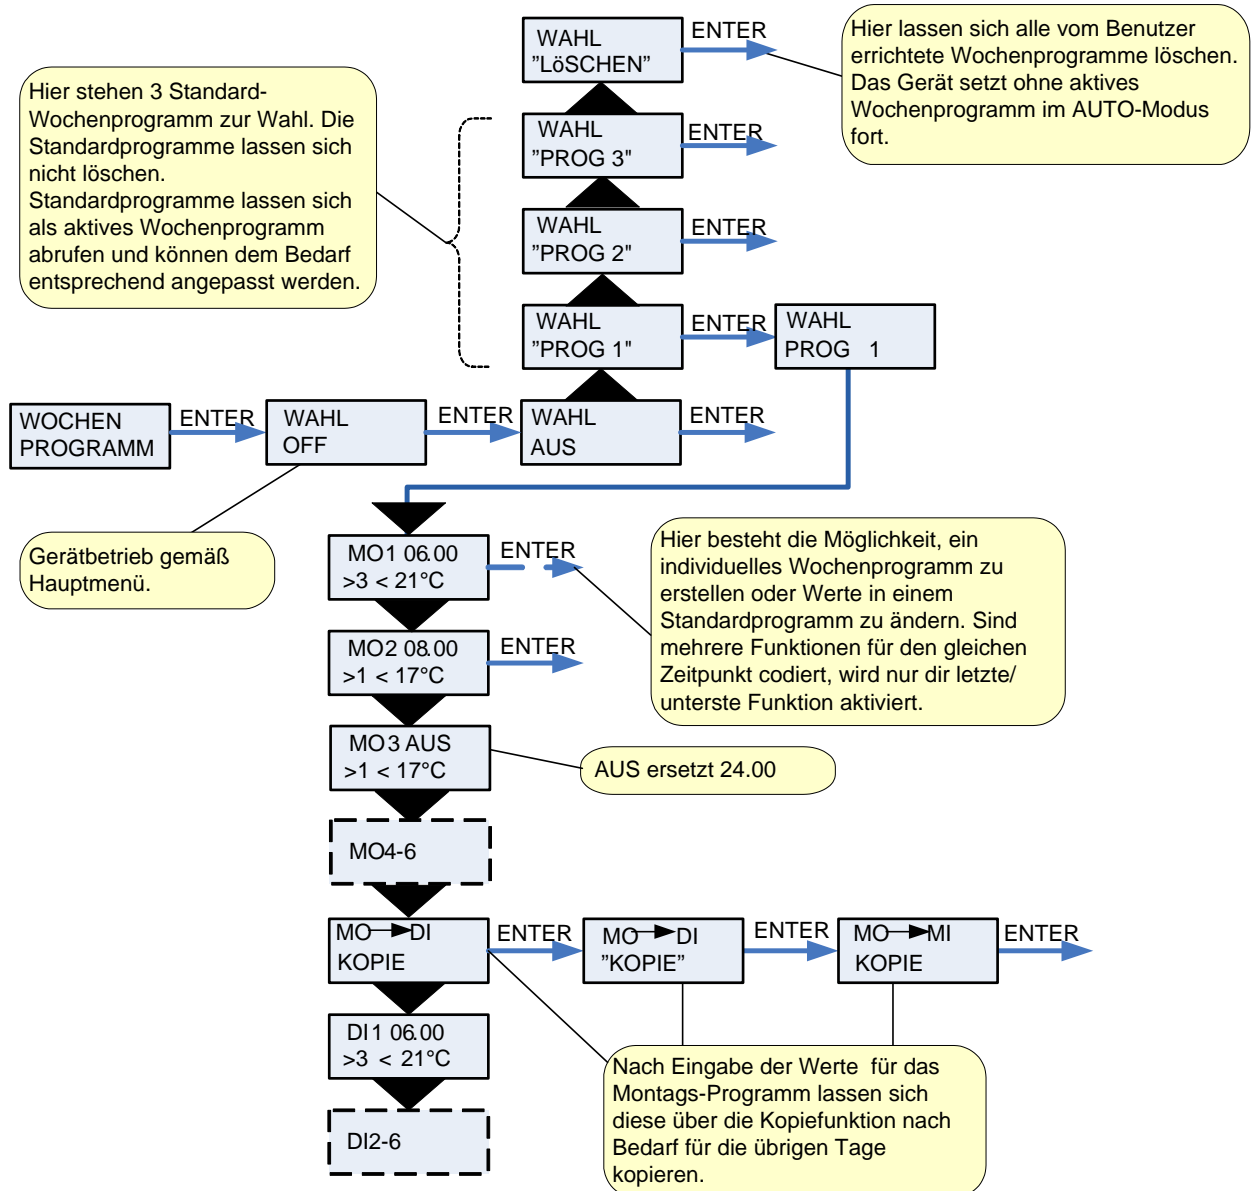 WAHL
"LöSCHEN"
ENTER
Hier lassen sich alle vom Benutzer
errichtete Wochenprogramme löschen.
Das Gerät setzt ohne aktives
Wochenprogramm im AUTO-Modus
fort.
Hier stehen 3 Standard-
Wochenprogramm zur Wahl. Die
Standardprogramme lassen sich
nicht löschen.
Standardprogramme lassen sich
als aktives Wochenprogramm
abrufen und können dem Bedarf
entsprechend angepasst werden.
WAHL
"PROG 3"
ENTER
WAHL
"PROG 2"
ENTER
WAHL
"PROG 1"
ENTER
WAHL
PROG 1
WOCHEN
PROGRAMM
ENTER
WAHL
OFF
ENTER
WAHL
AUS
ENTER
Gerätbetrieb gemäß
Hauptmenü.
MO1 06.00
>3 < 21°C
ENTER
Hier besteht die Möglichkeit, ein
individuelles Wochenprogramm zu
erstellen oder Werte in einem
Standardprogramm zu ändern. Sind
mehrere Funktionen für den gleichen
Zeitpunkt codiert, wird nur dir letzte/
unterste Funktion aktiviert.
MO2 08.00
>1 < 17°C
ENTER
MO3 AUS
>1 < 17°C
AUS ersetzt 24.00
MO4-6
MO DI
KOPIE
ENTER
MO DI
"KOPIE"
ENTER
MO MI
KOPIE
ENTER
DI1 06.00
>3 < 21°C
Nach Eingabe der Werte für das
Montags-Programm lassen sich
diese über die Kopiefunktion nach
Bedarf für die übrigen Tage
kopieren.
DI2-6